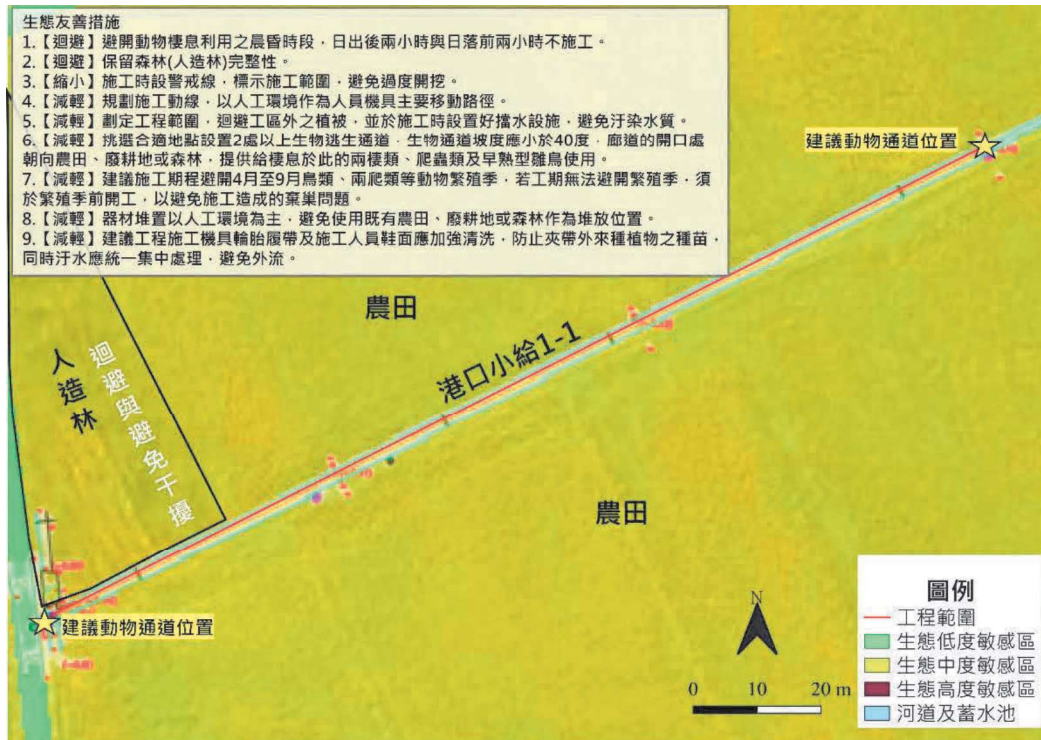 生態友善措施
1.【迴避】避開動物棲息利用之晨昏時段，日出後兩小時與日落前兩小時不施工。
2.【迴避】保留森林(人造林)完整性。
3.【縮小】施工時設警戒線，標示施工範圍，避免過度開挖。
4.【減輕】規劃施工動線，以人工環境作為人員機具主要移動路徑。
5.【減輕】劃定工程範圍，迴避工區外之植被，並於施工時設置好擋水設施，避免汙染水質。
6.【減輕】挑選合適地點設置2處以上生物逃生通道，生物通道坡度應小於40度，廊道的開口處
朝向農田、廢耕地或森林，提供給棲息於此的兩棲類、爬蟲類及早熟型雛鳥使用。
7.【減輕】建議施工期程避開4月至9月鳥類、兩爬類等動物繁殖季，若工期無法避開繁殖季，須
於繁殖季前開工，以避免施工造成的棄巢問題。
8.【減輕】器材堆置以人工環境為主，避免使用既有農田、廢耕地或森林作為堆放位置。
9.【減輕】建議工程施工機具輪胎履帶及施工人員鞋面應加強清洗，防止夾帶外來種植物之種苗，
同時汙水應統一集中處理，避免外流。
建議動物通道位置
農田
港口小給1-1
人造林
迴避與避免干擾
農田
建議動物通道位置
N
0 10 20 m
圖例
工程範圍
生態低度敏感區
生態中度敏感區
生態高度敏感區
河道及蓄水池